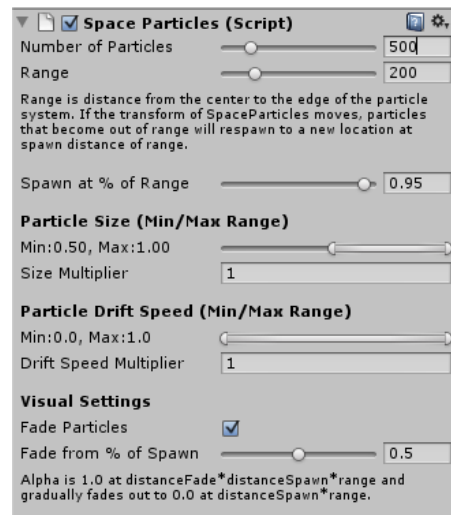 Space Particles (Script)
Number of Particles 500
Range 200
Range is distance from the center to the edge of the particle
system. If the transform of SpaceParticles moves, particles
that become out of range will respawn to a new location at
spawn distance of range.
Spawn at % of Range 0.95
Particle Size (Min/Max Range)
Min:0.50, Max:1.00
Size Multiplier 1
Particle Drift Speed (Min/Max Range)
Min:0.0, Max:1.0
Drift Speed Multiplier 1
Visual Settings
Fade Particles
Fade from % of Spawn 0.5
Alpha is 1.0 at distanceFade*distanceSpawn*range and
gradually fades out to 0.0 at distanceSpawn*range.